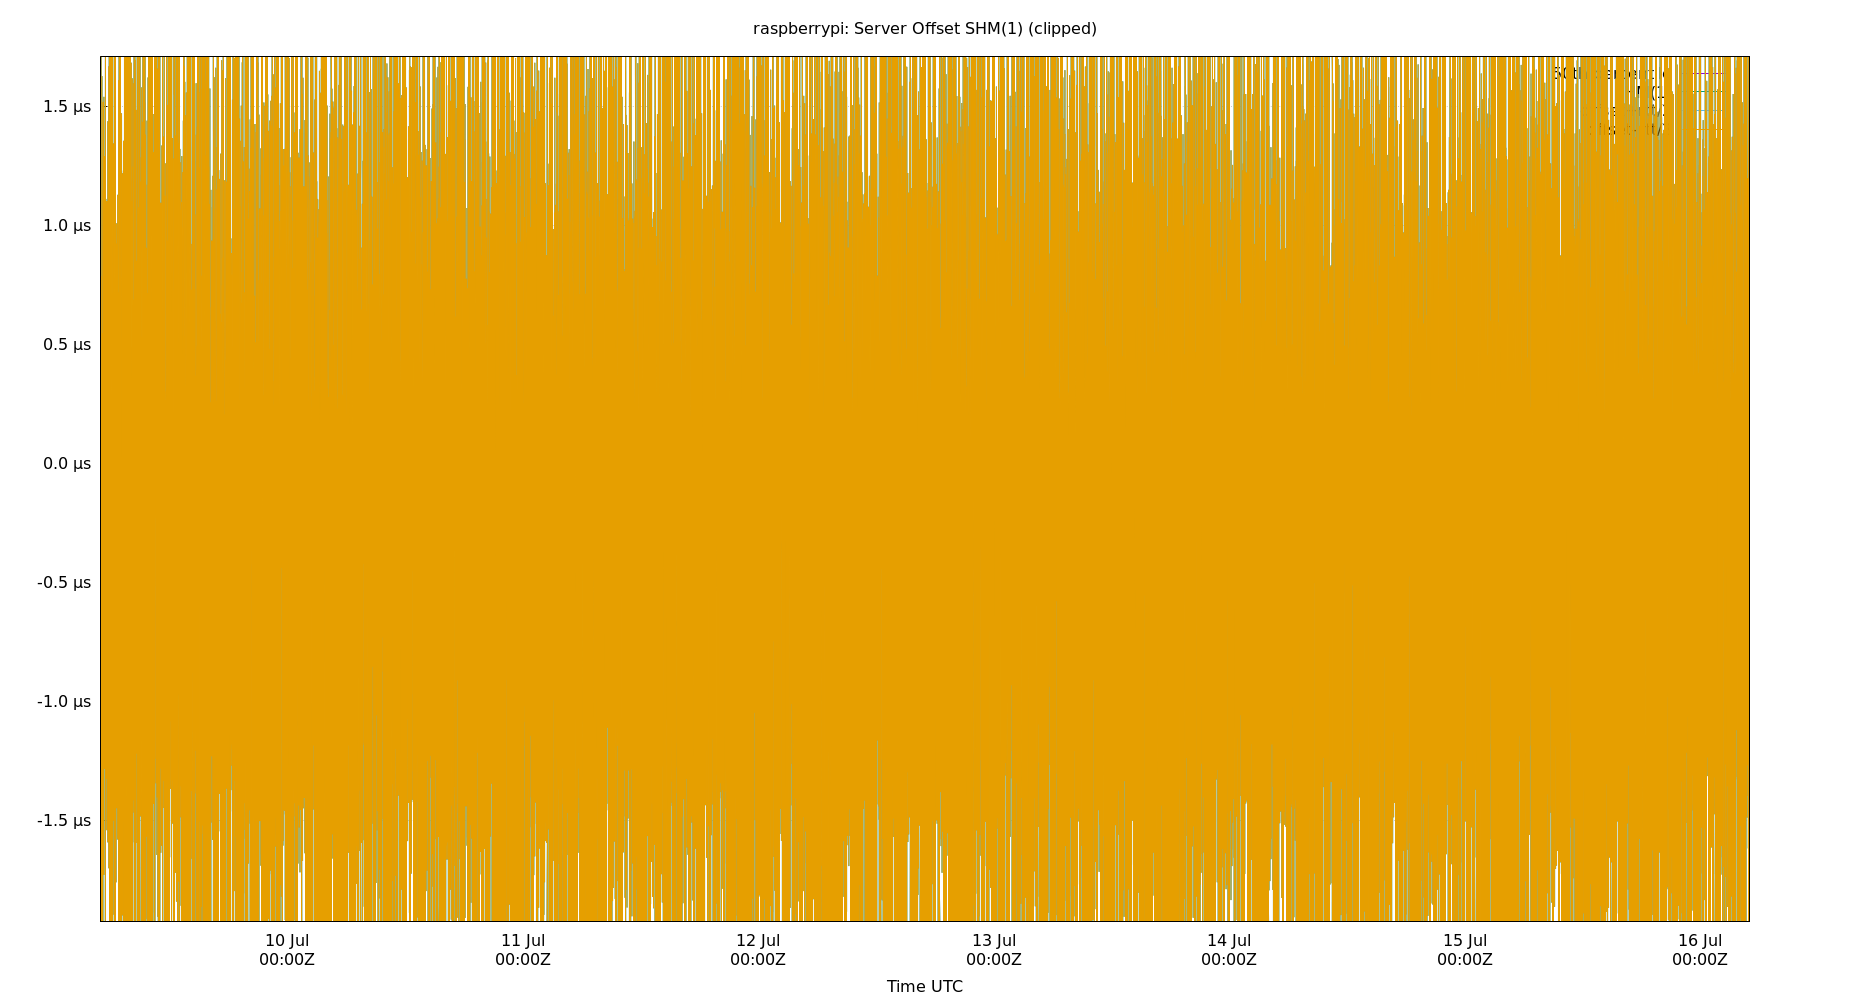 raspberrypi: Server Offset SHM(1) (clipped)
1.5 µs
1.0 µs
0.5 µs
0.0 µs
-0.5 µs
-1.0 µs
-1.5 µs
10 Jul 11 Jul 12 Jul 13 Jul 14 Jul 15 Jul 16 Jul
00:00Z 00:00Z 00:00Z 00:00Z 00:00Z 00:00Z 00:00Z
Time UTC